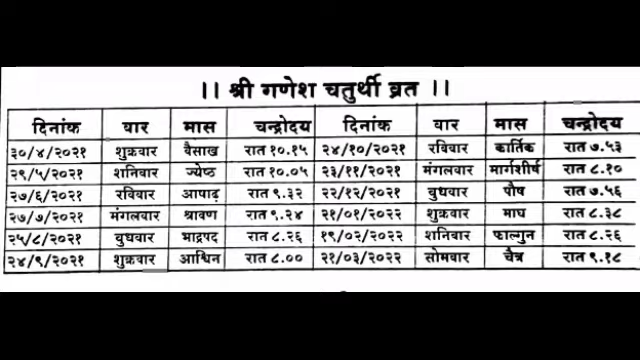 ।। श्री गणेश चतुर्थी व्रत ।।
दिनांक वार मास चन्द्रोदय दिनांक वार मास चन्द्रोदय
३०/४/२०२१ शुक्रवार वैसाख रात १०.१५ २४/१०/२०२१ रविवार कार्तिक रात ७.५३
२९/५/२०२१ शनिवार ज्येष्ठ रात १०.०५ २३/११/२०२१ मंगलवार मार्गशीर्ष रात ८.१०
२७/६/२०२१ रविवार आषाढ़ रात ९.३२ २२/१२/२०२१ बुधवार पौष रात ७.५६
२७/७/२०२१ मंगलवार श्रावण रात ९.२४ २१/०१/२०२२ शुक्रवार माघ रात ८.३८
२५/८/२०२१ बुधवार भाद्रपद रात ८.२६ १९/०२/२०२२ शनिवार फाल्गुन रात ८.२६
२४/९/२०२१ शुक्रवार आश्विन रात ८.०० २१/०३/२०२२ सोमवार चैत्र रात ९.१८